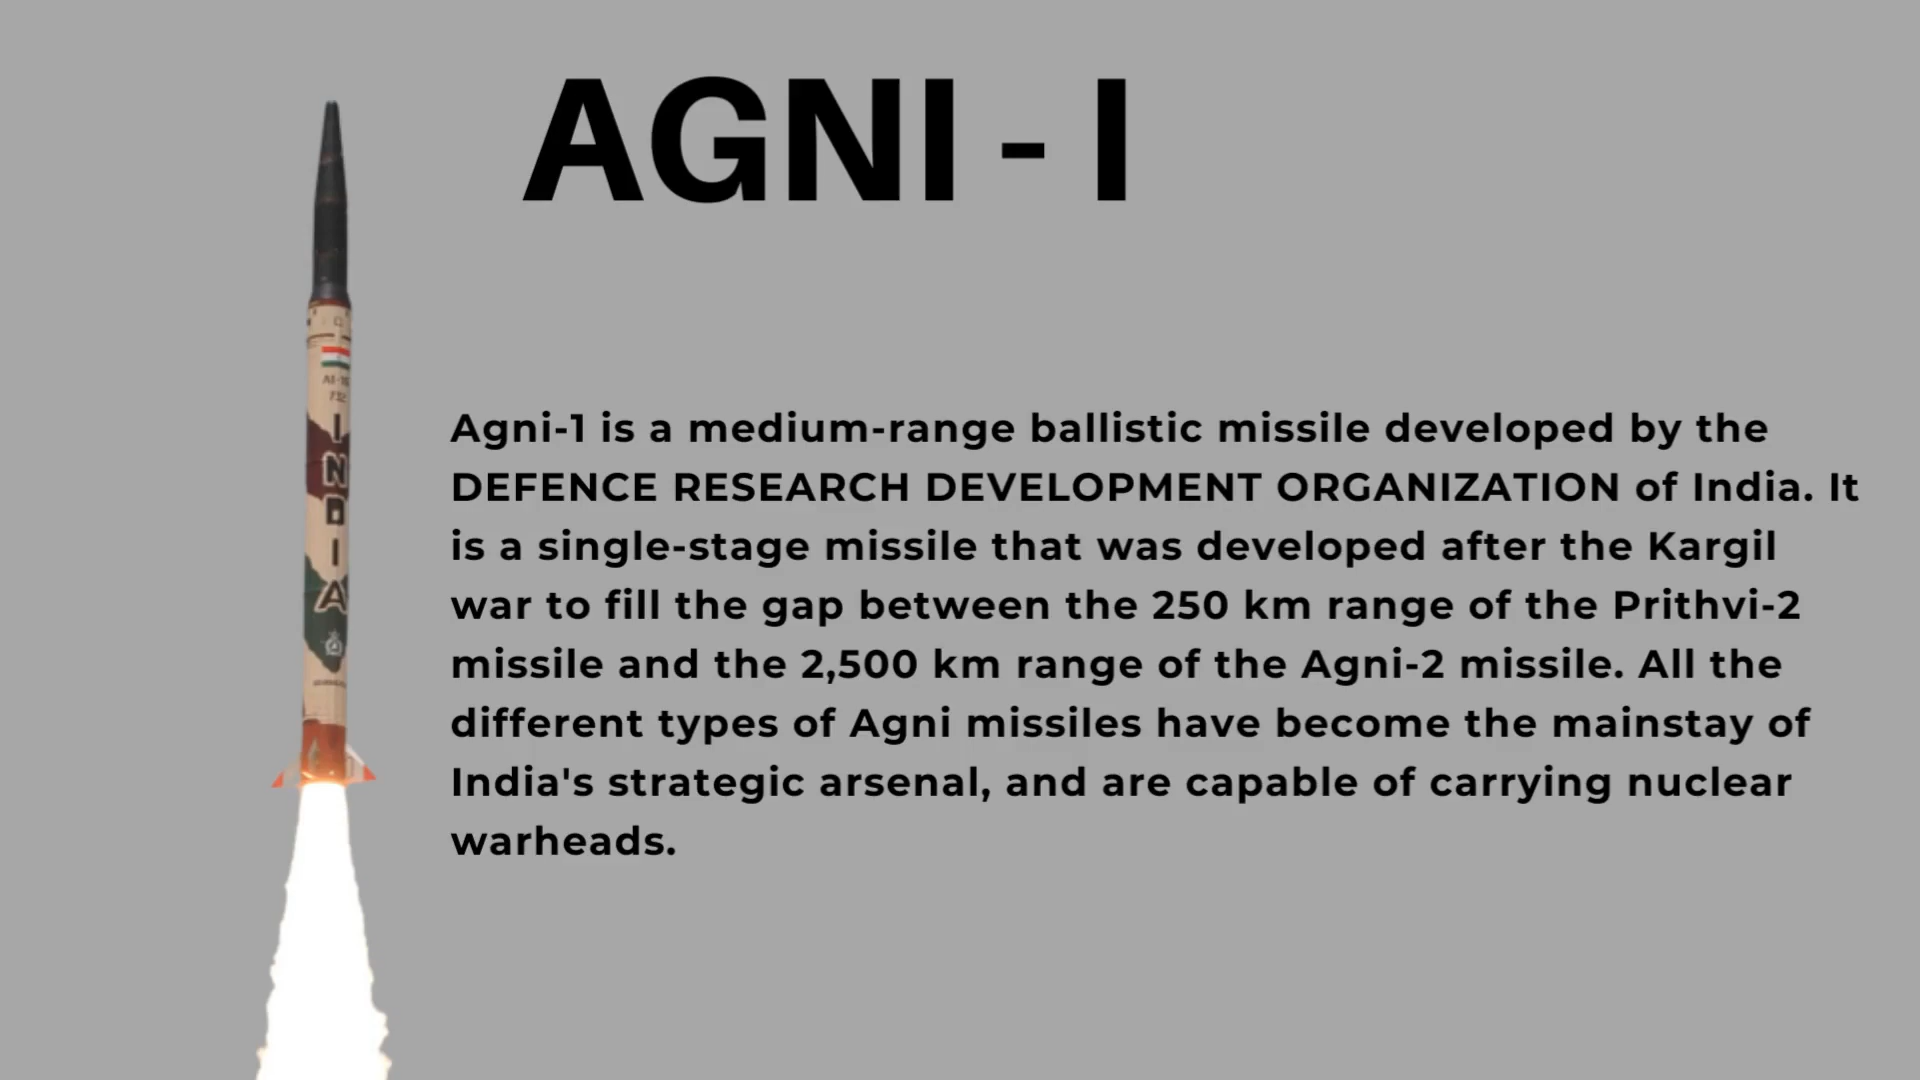 AGNI - I
INDIA
Agni-1 is a medium-range ballistic missile developed by the
DEFENCE RESEARCH DEVELOPMENT ORGANIZATION of India. It
is a single-stage missile that was developed after the Kargil
war to fill the gap between the 250 km range of the Prithvi-2
missile and the 2,500 km range of the Agni-2 missile. All the
different types of Agni missiles have become the mainstay of
India's strategic arsenal, and are capable of carrying nuclear
warheads.